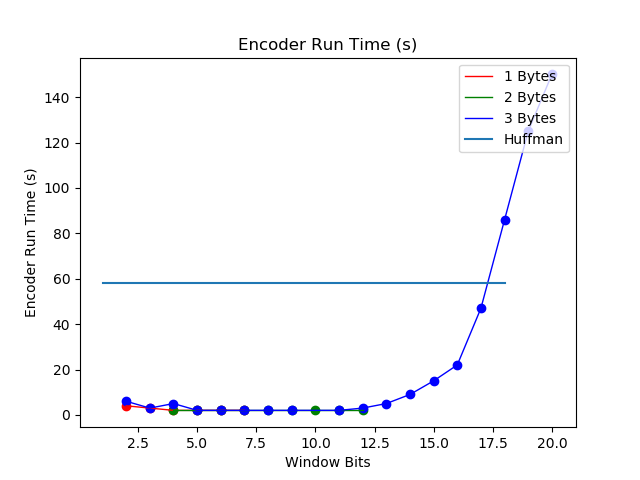 Encoder Run Time (s)
1 Bytes
2 Bytes
3 Bytes
Huffman
Encoder Run Time (s)
140
120
100
80
60
40
20
0
2.5 5.0 7.5 10.0 12.5 15.0 17.5 20.0
Window Bits